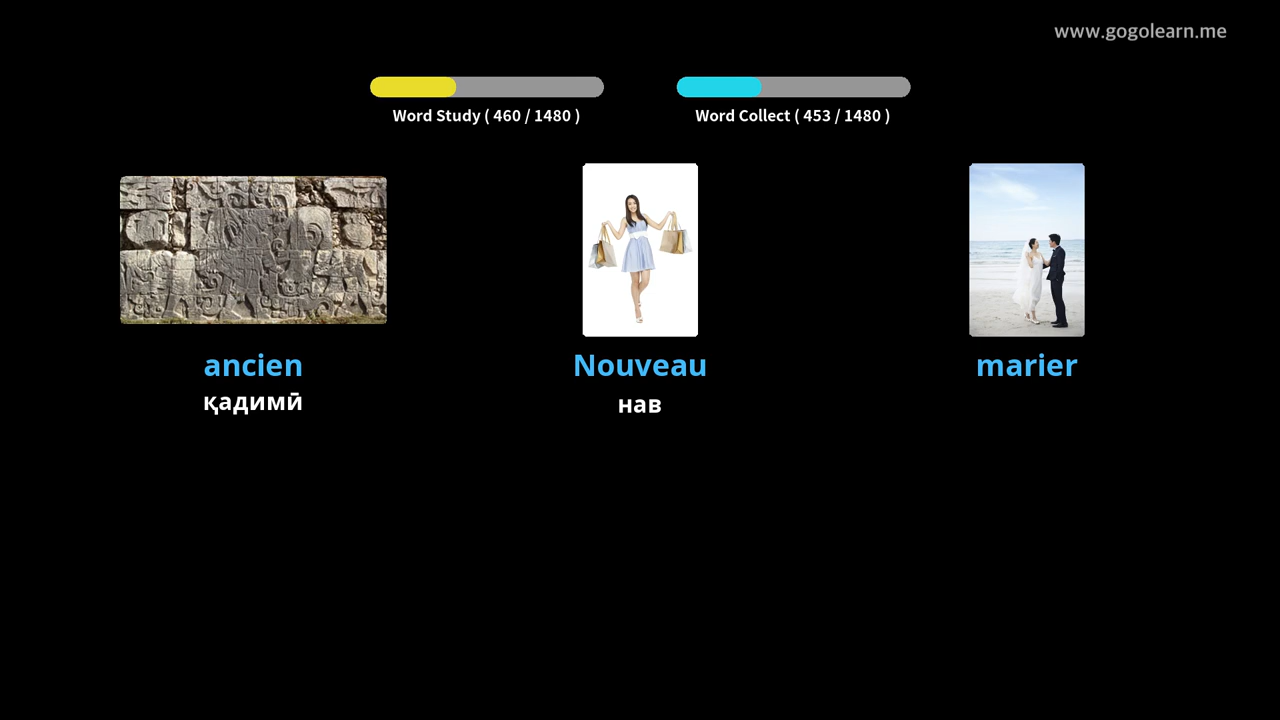 www.gogolearn.me
Word Study ( 460 / 1480 )
Word Collect ( 453 / 1480 )
ancien
қадимӣ
Nouveau
нав
marier